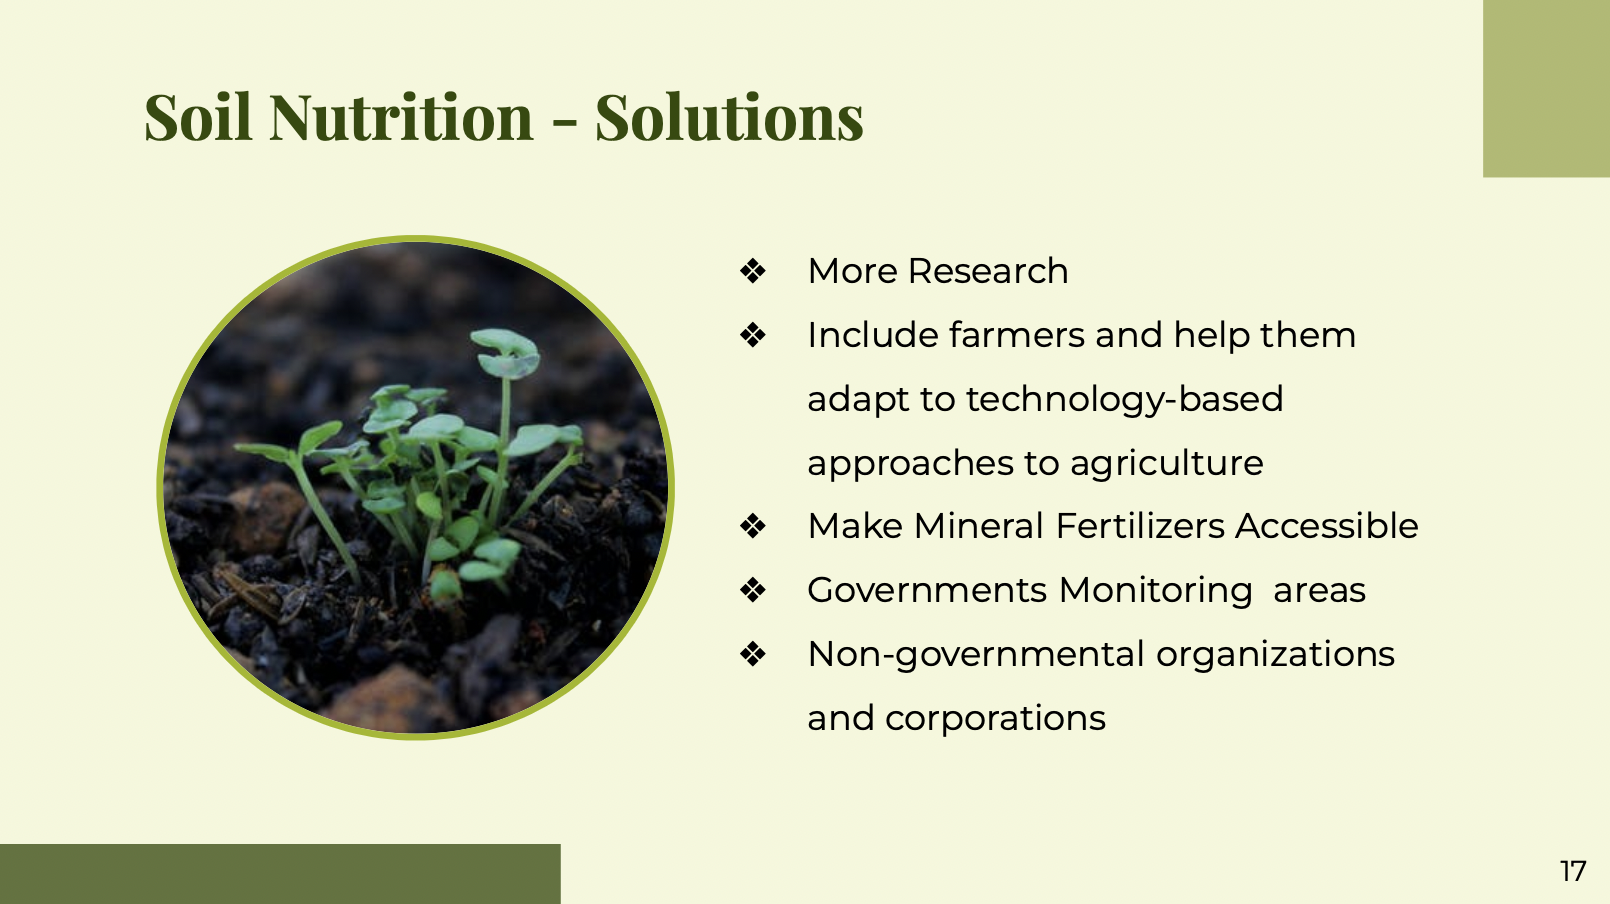 Soil Nutrition - Solutions
❖ More Research
❖ Include farmers and help them
adapt to technology-based
approaches to agriculture
❖ Make Mineral Fertilizers Accessible
❖ Governments Monitoring  areas
❖ Non-governmental organizations
and corporations
17